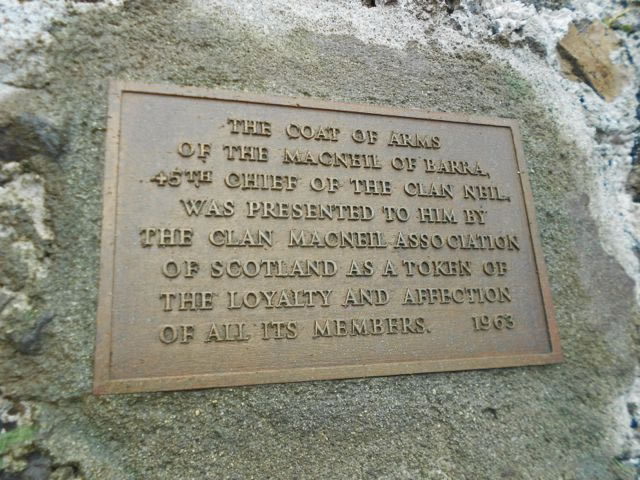 THE COAT OF ARMS
OF THE MACNEIL OF BARRA,
45TH CHIEF OF THE CLAN NEIL,
WAS PRESENTED TO HIM BY
THE CLAN MACNEIL ASSOCIATION
OF SCOTLAND AS A TOKEN OF
THE LOYALTY AND AFFECTION
OF ALL ITS MEMBERS. 1963